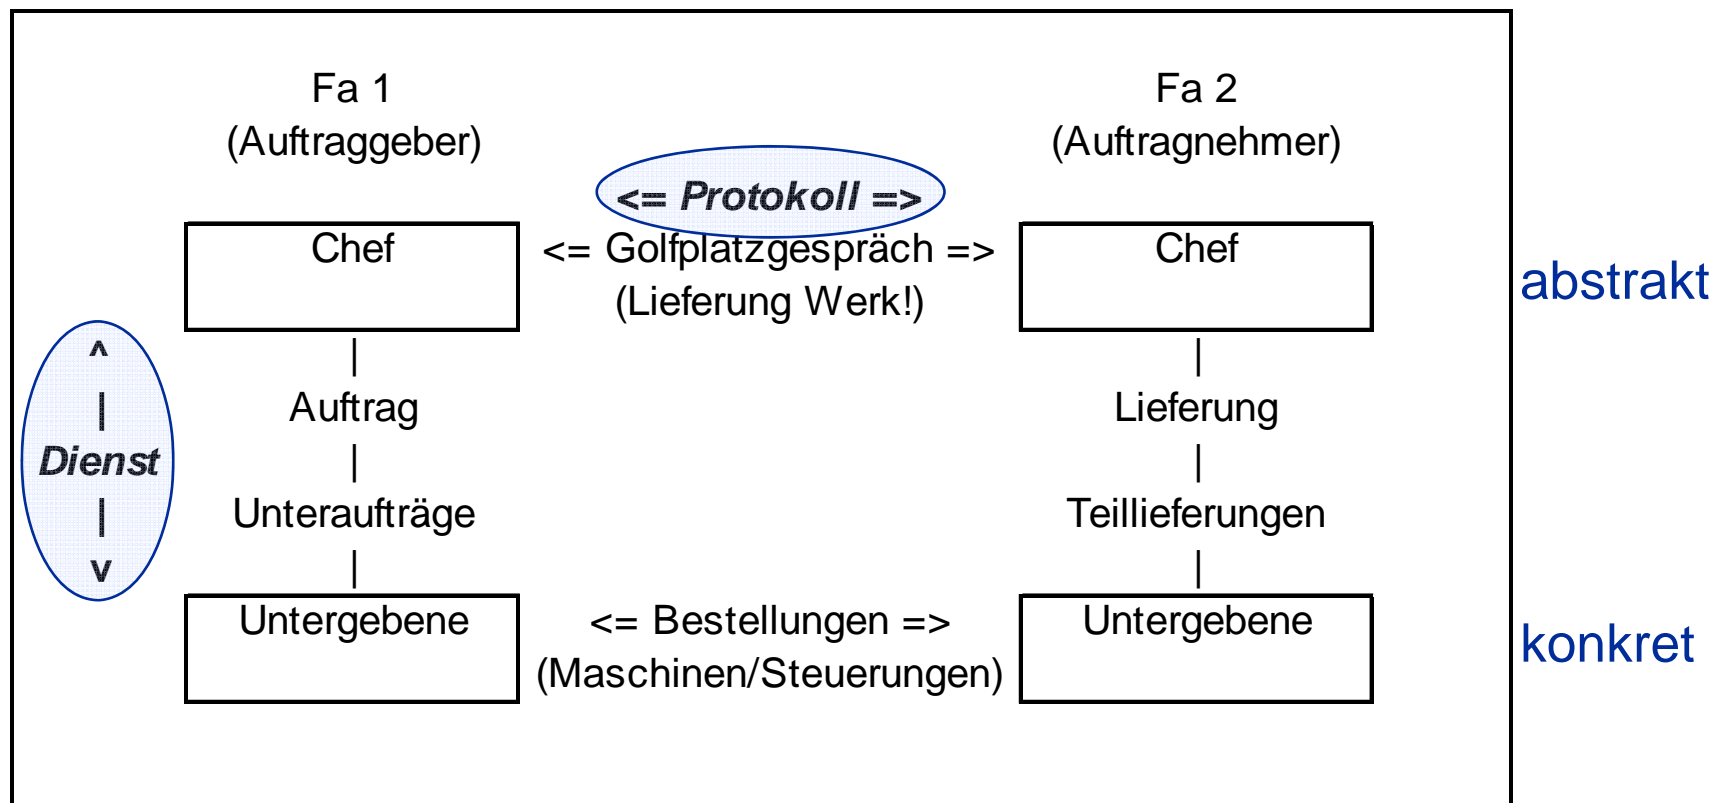 Fa 1 Fa 2
(Auftraggeber) (Auftragnehmer)
<= Protokoll =>
Chef <= Golfplatzgespräch => Chef
abstrakt
(Lieferung Werk!)
^
| | |
Auftrag Lieferung
|
Dienst | |
Unteraufträge Teillieferungen
|
v | |
Untergebene <= Bestellungen => Untergebene
konkret
(Maschinen/Steuerungen)